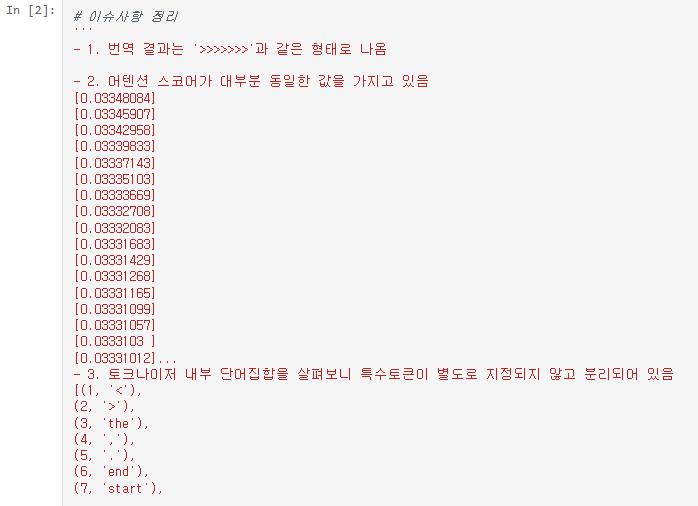 In [2]:
# 이슈사항 정리
'''
- 1. 번역 결과는 '>>>>>>>'과 같은 형태로 나옴
- 2. 어텐션 스코어가 대부분 동일한 값을 가지고 있음
[0.03348084]
[0.03345907]
[0.03342958]
[0.03339833]
[0.03337143]
[0.03335103]
[0.03333669]
[0.03332708]
[0.03332083]
[0.03331683]
[0.03331429]
[0.03331268]
[0.03331165]
[0.03331099]
[0.03331057]
[0.0333103 ]
[0.03331012]...
- 3. 토크나이저 내부 단어집합을 살펴보니 특수토큰이 별도로 지정되지 않고 분리되어 있음
[(1, '<'),
(2, '>'),
(3, 'the'),
(4, ','),
(5, '.'),
(6, 'end'),
(7, 'start'),